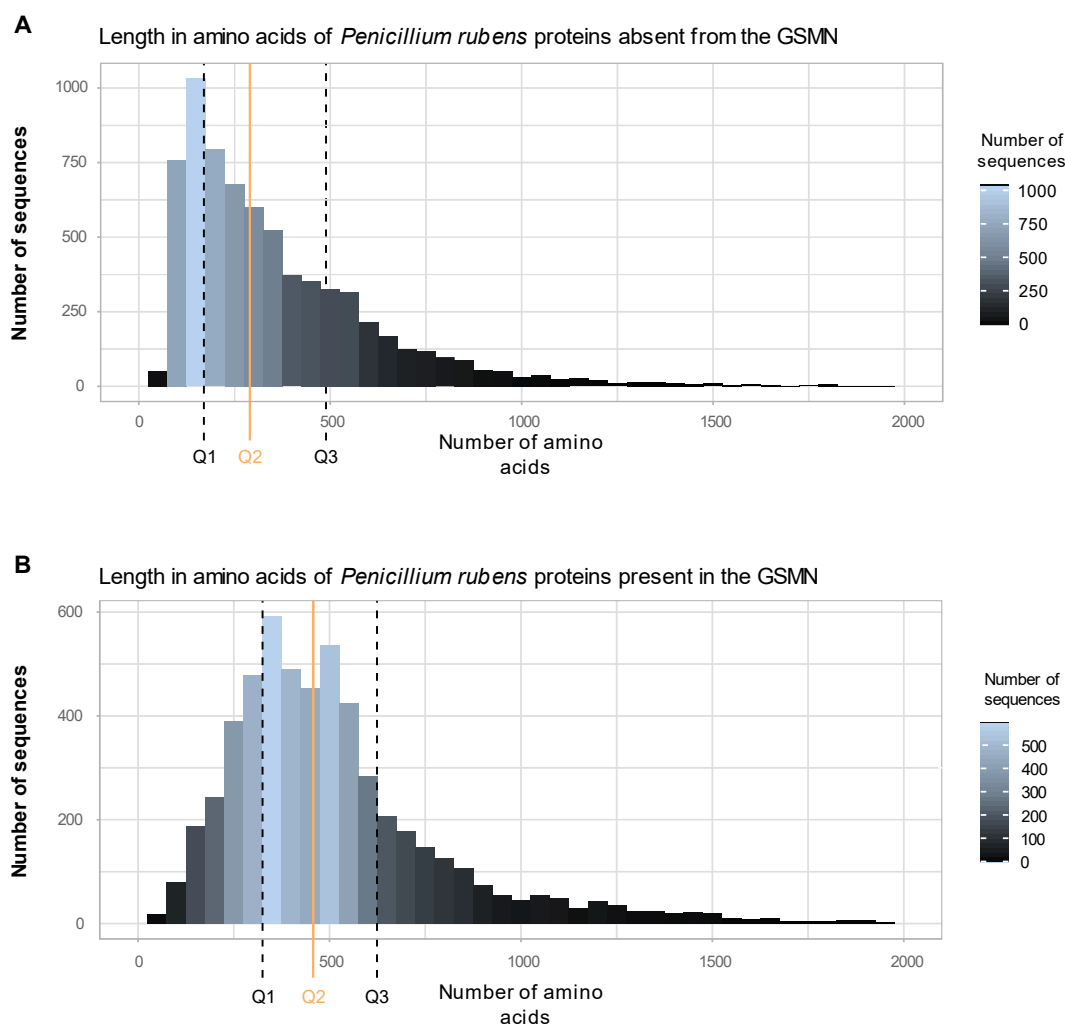 A
Length in amino acids of Penicillium rubens proteins absent from the GSMN
Number of sequences
1000
750
500
250
0
0
500
1000
1500
2000
Number of amino
acids
Q1
Q2
Q3
Number of
sequences
1000
750
500
250
0
B
Length in amino acids of Penicillium rubens proteins present in the GSMN
Number of sequences
600
400
200
0
0
500
1000
1500
2000
Number of amino
acids
Q1
Q2
Q3
Number of
sequences
500
400
300
200
100
0